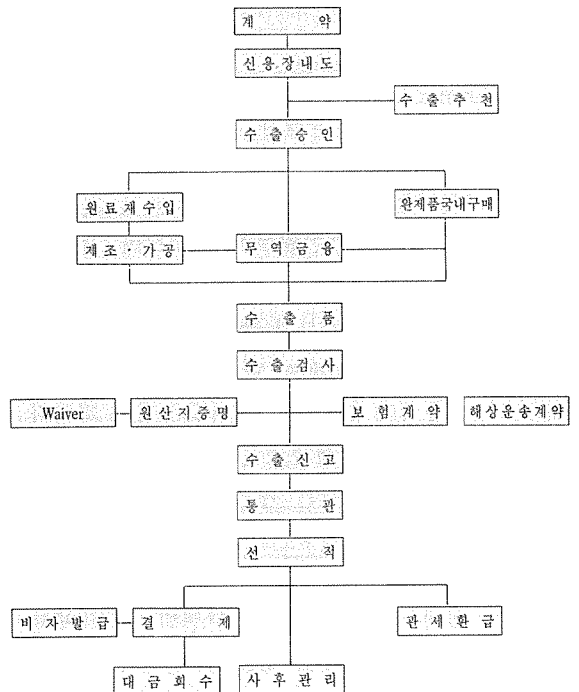 계 약
신 용 장 내 도
수 출 추 천
수 출 승 인
원 료 재 수 입
완제품국내구매
제 조 · 가 공
무 역 금 융
수 출 품
수 출 검 사
Waiver
원 산 지 증 명
보 험 계 약
해상운송계약
수 출 신 고
통 관
선 적
비 자 발 급
결 제
관 세 환 급
대 금 회 수
사 후 관 리